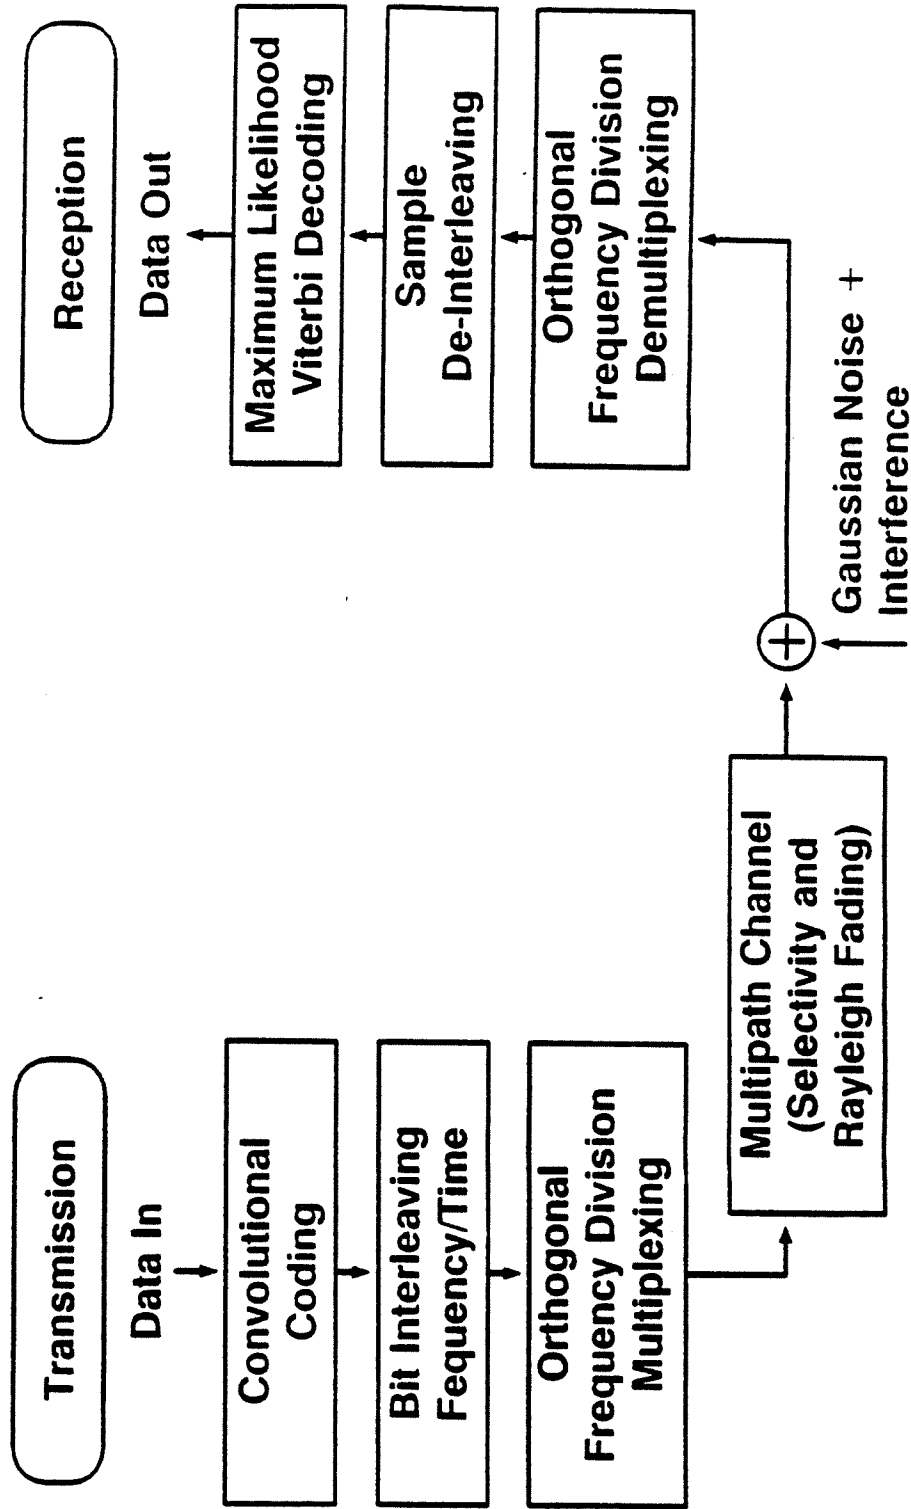 Transmission
Data In
Convolutional
Coding
Bit Interleaving
Fequency/Time
Orthogonal
Frequency Division
Multiplexing
Multipath Channel
(Selectivity and
Rayleigh Fading)
+
Gaussian Noise +
Interference
Reception
Data Out
Maximum Likelihood
Viterbi Decoding
Sample
De-Interleaving
Orthogonal
Frequency Division
Demultiplexing